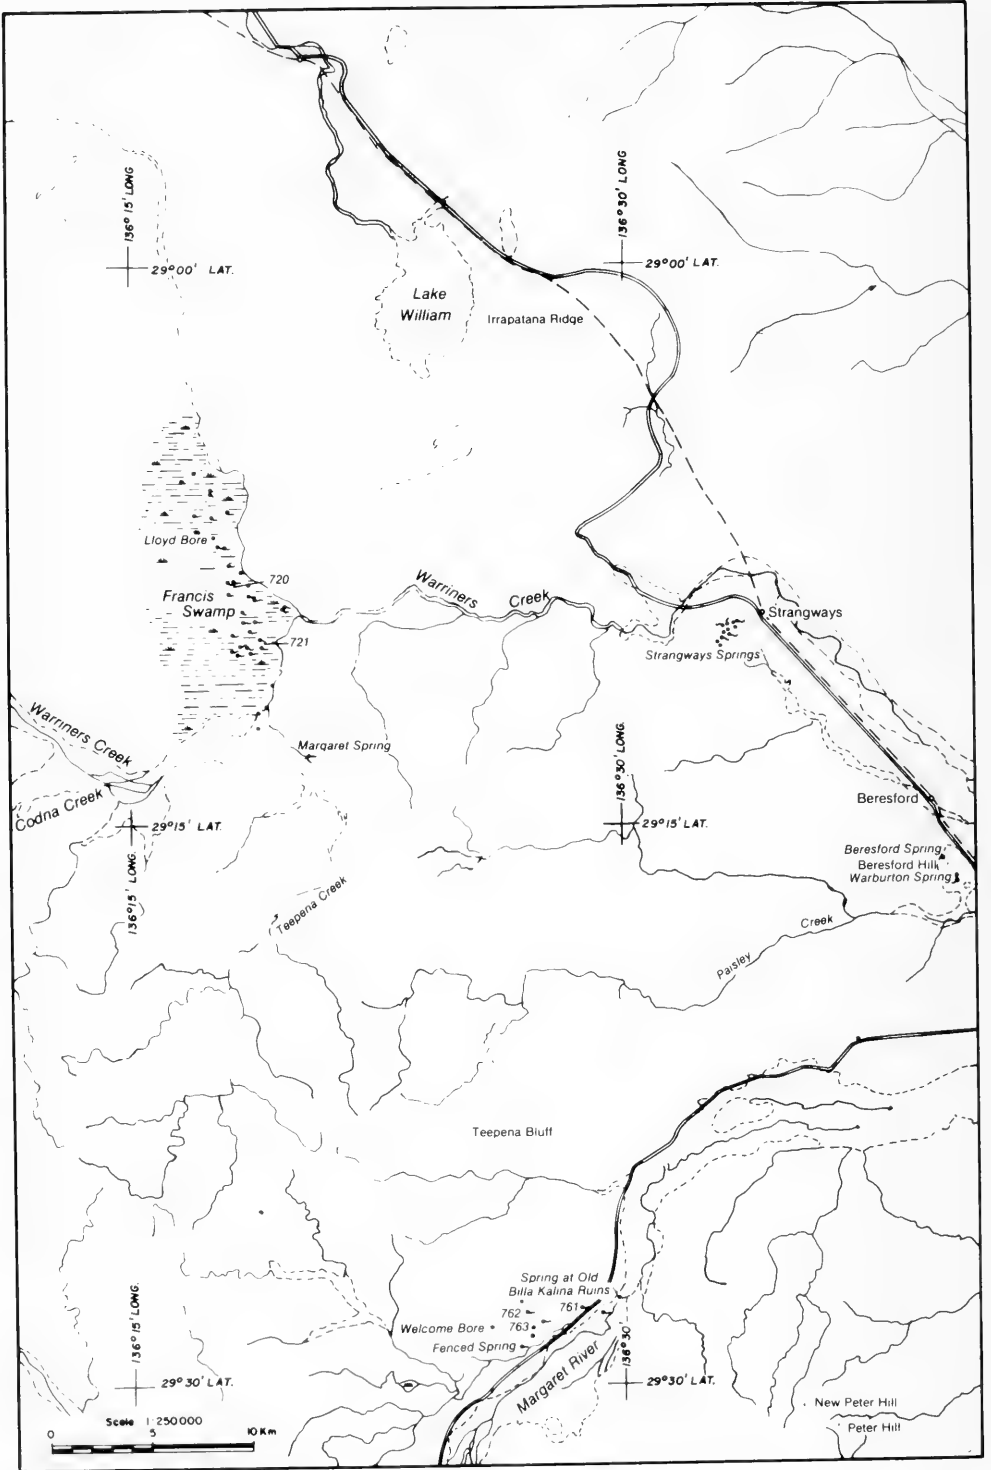 136° 15' LONG
136° 30' LONG
29°00' LAT.
29°00' LAT.
Lake
William
Irrapatana Ridge
Lloyd Bore
720
Francis
Swamp
721
Warriners Creek
Strangways
Strangways Springs
Warriners Creek
Margaret Spring
136° 30' LONG.
Codna Creek
Beresford
29°15' LAT.
29°15' LAT.
Beresford Spring
Beresford Hill
Warburton Spring
136° 15' LONG.
Teepena Creek
Paisley Creek
Teepena Bluff
Spring at Old
Billa Kalina Ruins
762
761
Welcome Bore
763
Fenced Spring
136° 15' LONG.
136° 30'
Margaret River
29° 30' LAT.
29° 30' LAT.
New Peter Hill
Peter Hill
Scale 1:250000
0 5 10 Km